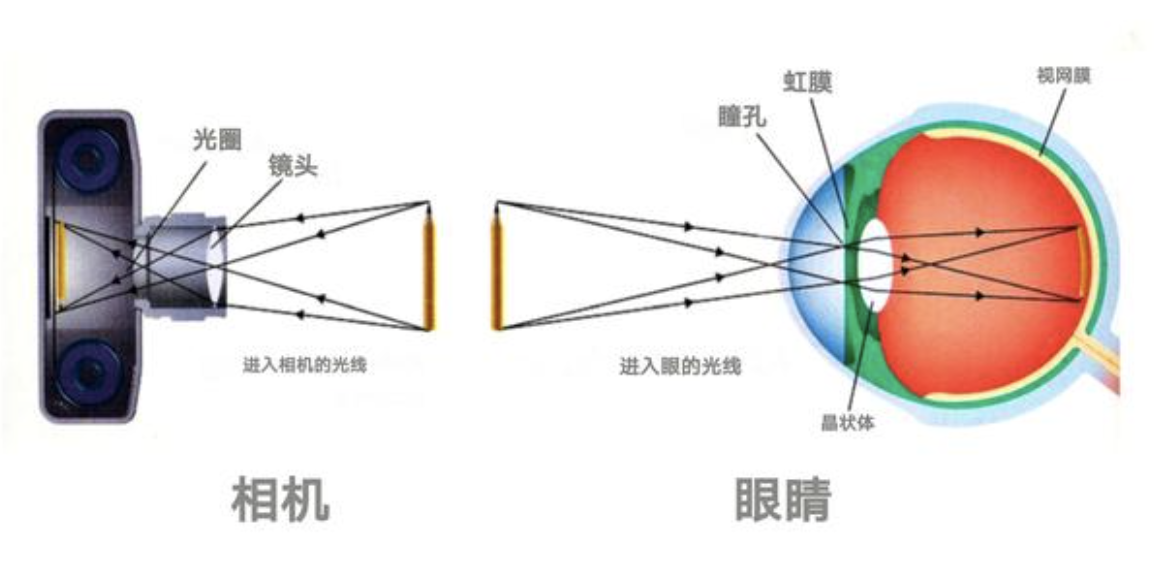 光圈
镜头
进入相机的光线
相机
虹膜
瞳孔
视网膜
进入眼的光线
晶状体
眼睛